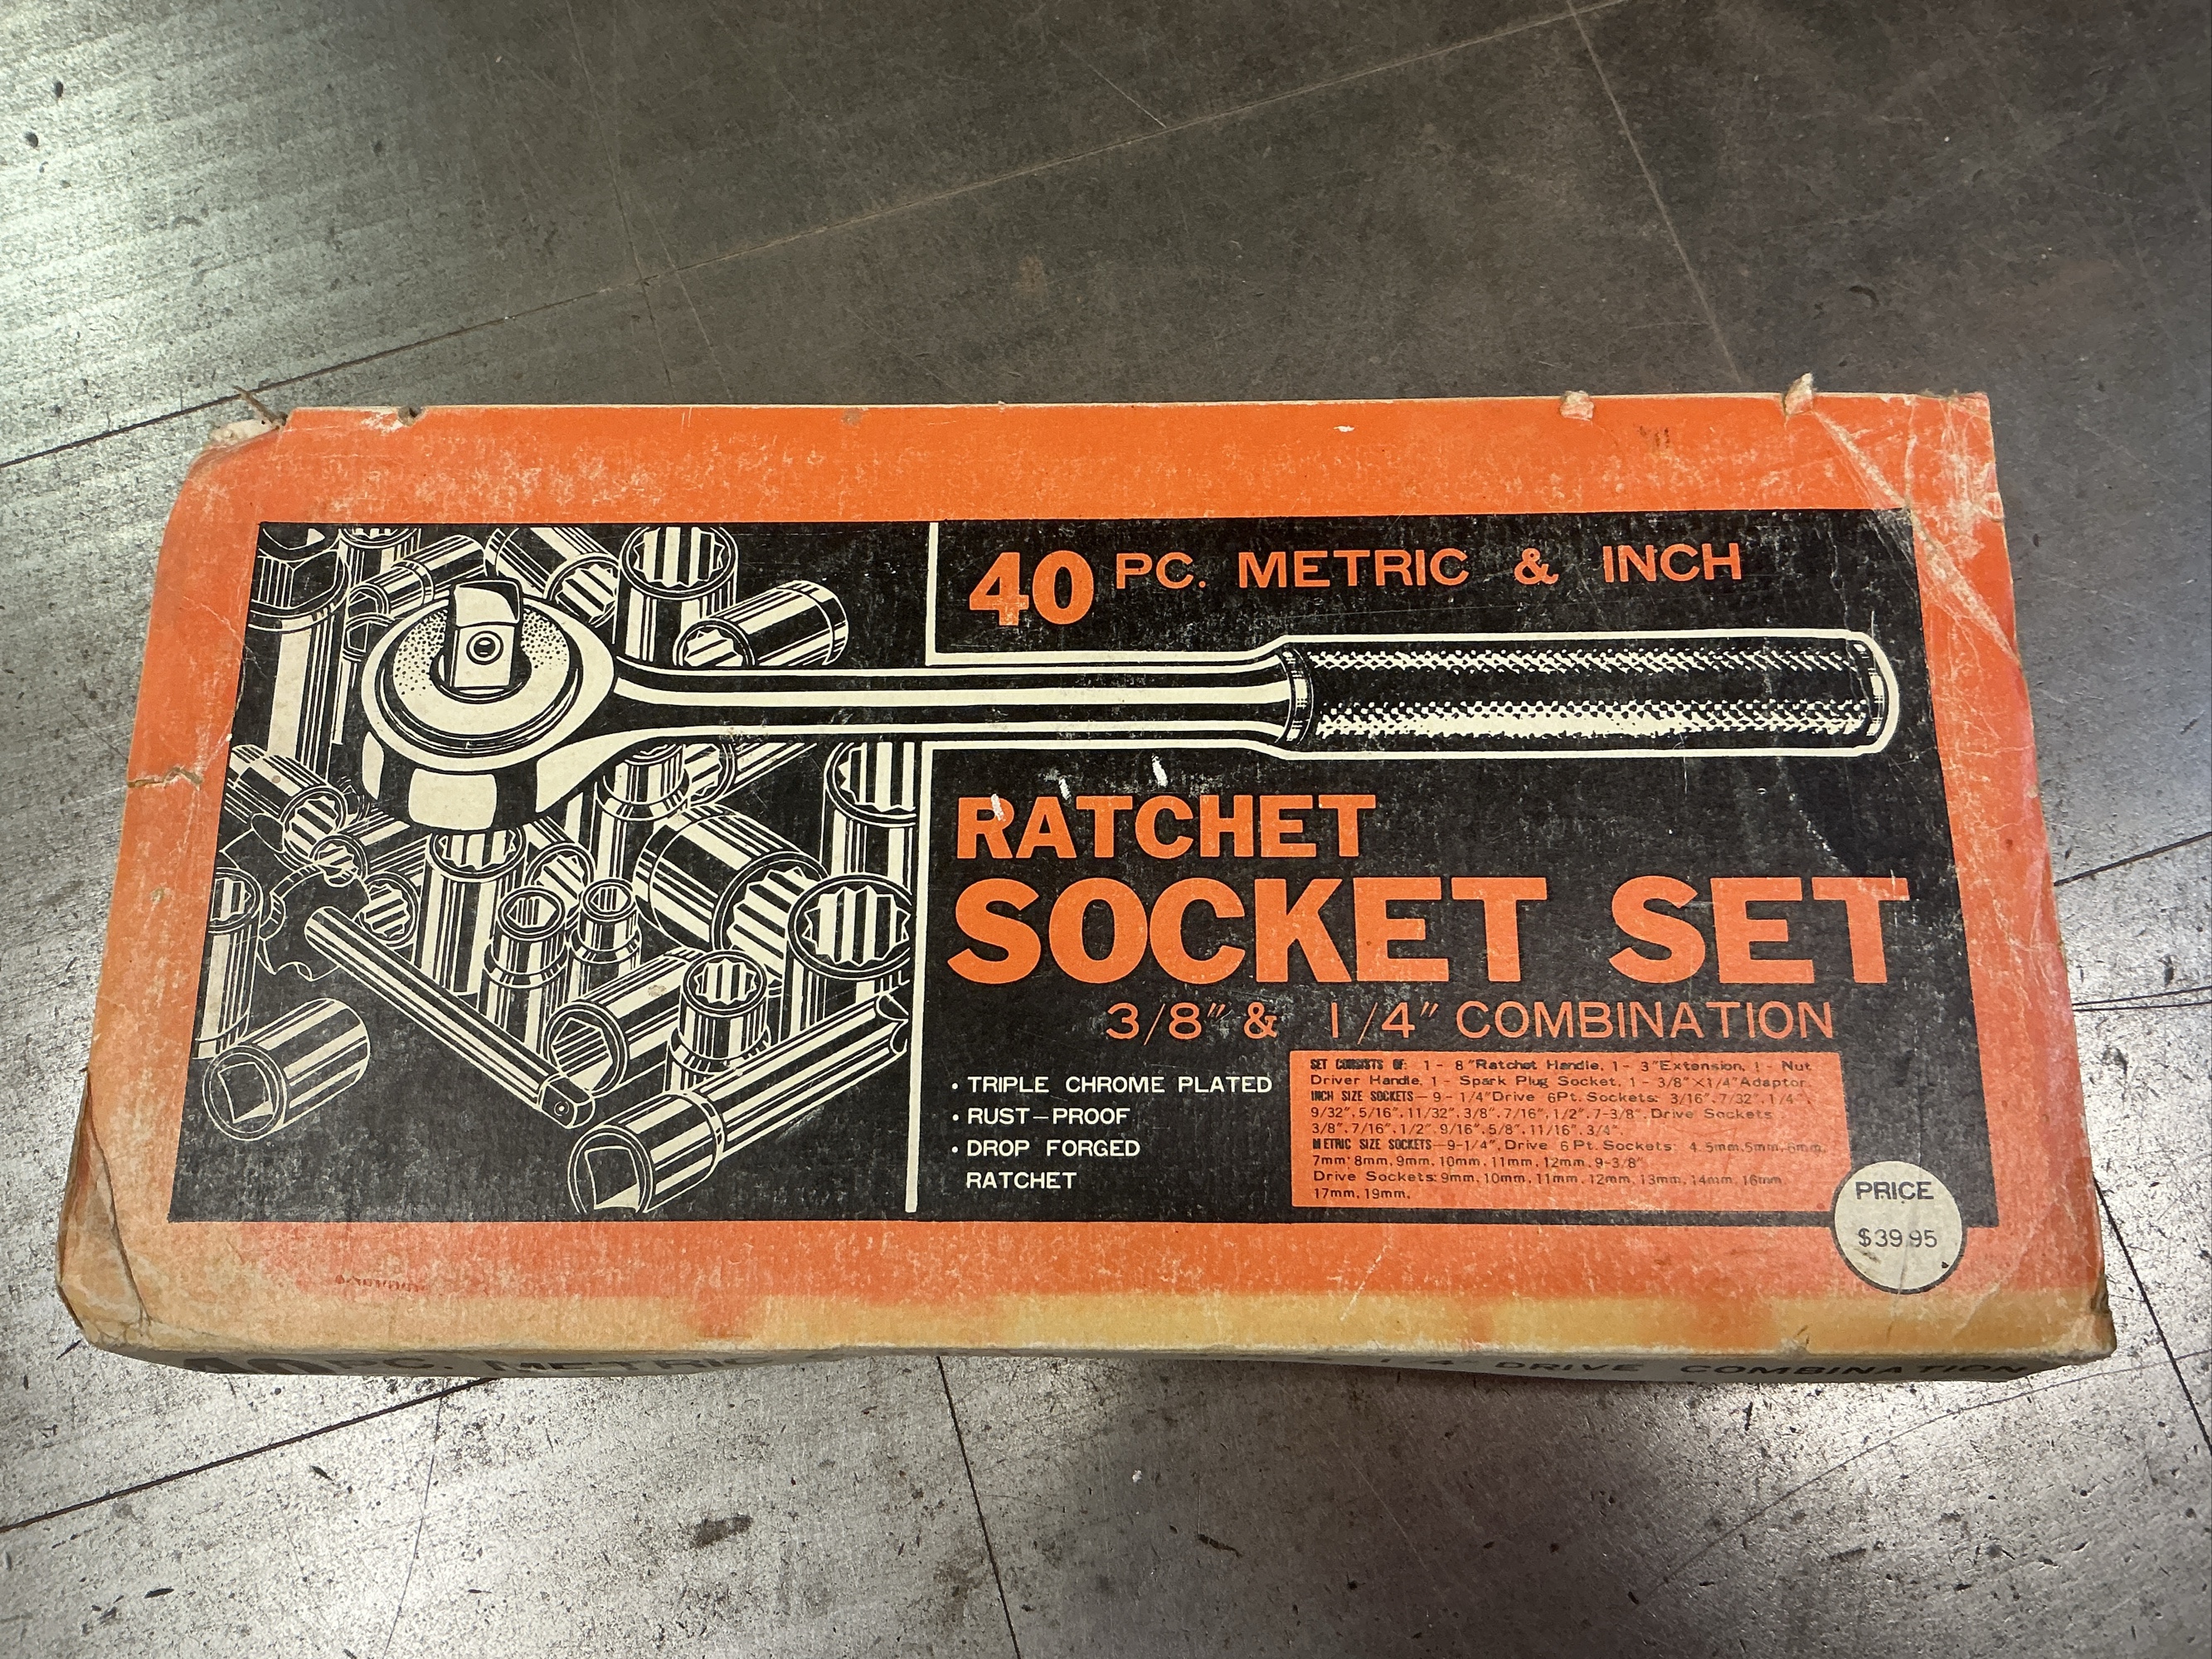 40 PC. METRIC & INCH
RATCHET
SOCKET SET
3/8" & 1/4" COMBINATION
• TRIPLE CHROME PLATED
• RUST-PROOF
• DROP FORGED
RATCHET
SET CONSISTS OF: 1 - 8"Ratchet Handle, 1 - 3"Extension, 1 - Nut
Driver Handle, 1 - Spark Plug Socket, 1 - 3/8"×1/4"Adaptor.
INCH SIZE SOCKETS—9 - 1/4"Drive 6Pt. Sockets: 3/16", 7/32", 1/4",
9/32", 5/16", 11/32", 3/8", 7/16", 1/2", 7-3/8", Drive Sockets
3/8", 7/16", 1/2", 9/16", 5/8", 11/16", 3/4".
METRIC SIZE SOCKETS—9-1/4", Drive 6 Pt. Sockets: 4.5mm,5mm,6mm,
7mm' 8mm, 9mm, 10mm, 11mm, 12mm, 9-3/8"
Drive Sockets: 9mm, 10mm, 11mm, 12mm, 13mm, 14mm, 16mm
17mm, 19mm,
PRICE
$39.95
40 PC. METRIC 1/4" DRIVE COMBINATION